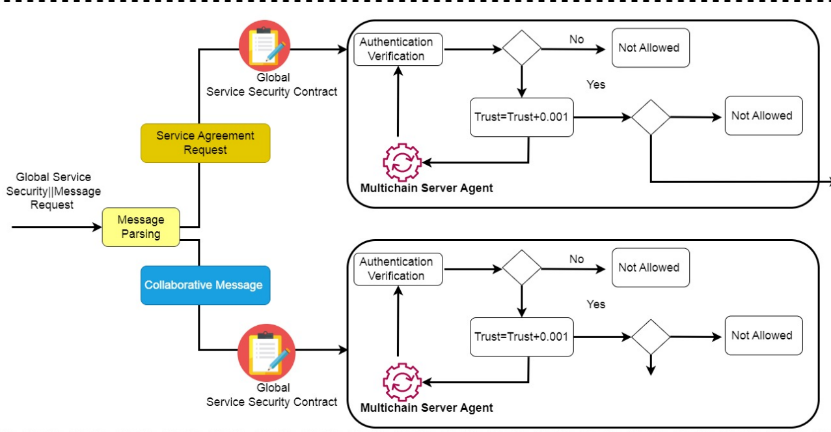 Global
Service Security Contract
Authentication
Verification
No
Not Allowed
Yes
Trust=Trust+0.001
Not Allowed
Multichain Server Agent
Service Agreement
Request
Global Service
Security||Message
Request
Message
Parsing
Collaborative Message
Global
Service Security Contract
Authentication
Verification
No
Not Allowed
Yes
Trust=Trust+0.001
Not Allowed
Multichain Server Agent